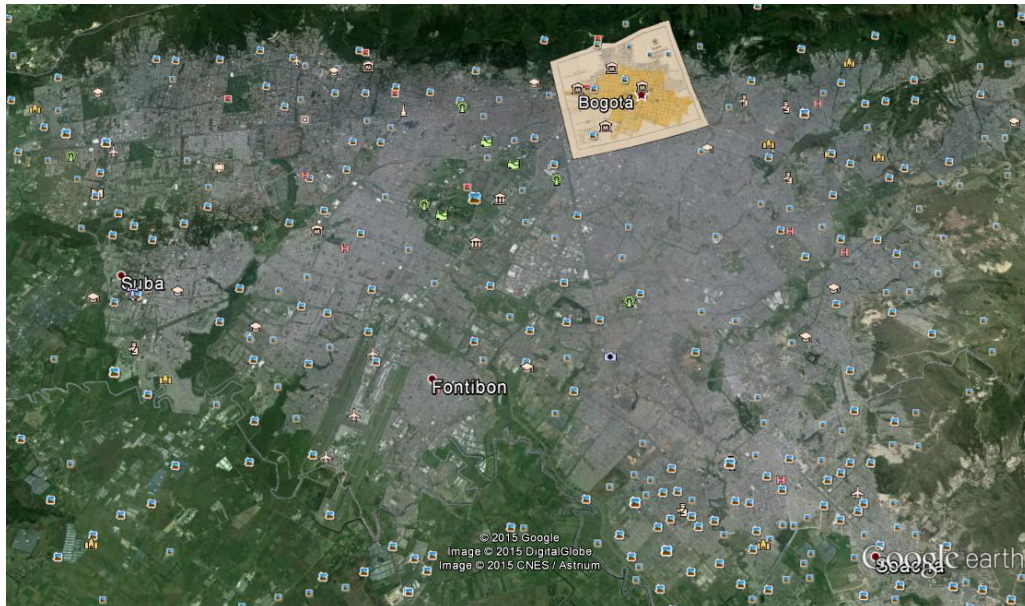 Bogotá
Suba
Fontibon
© 2015 Google
Image © 2015 DigitalGlobe
Image © 2015 CNES / Astrium
Soacha
Google earth